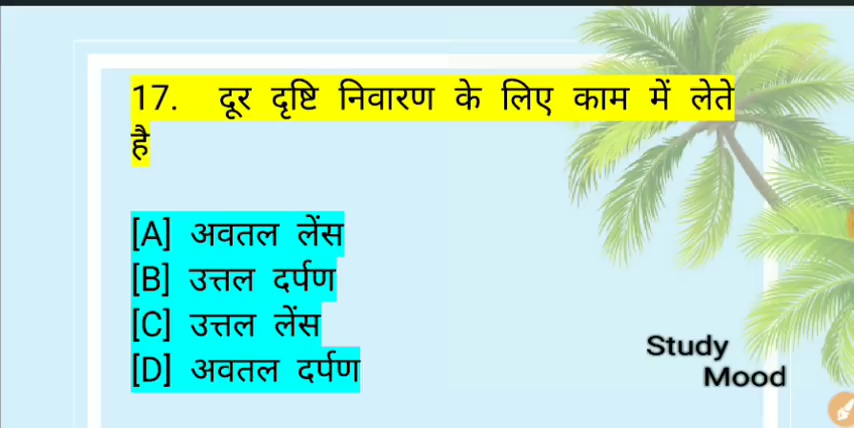 17. दूर दृष्टि निवारण के लिए काम में लेते
है
[A] अवतल लेंस
[B] उत्तल दर्पण
[C] उत्तल लेंस
[D] अवतल दर्पण
Study
Mood